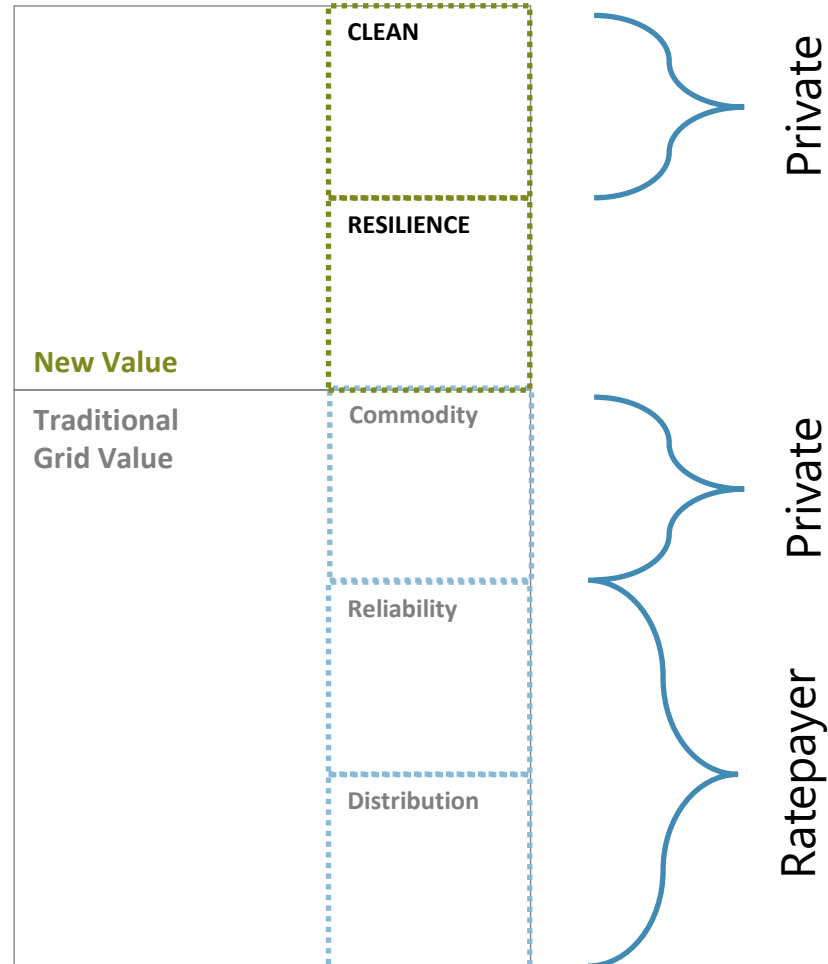 CLEAN
Private
RESILIENCE
New Value
Traditional
Grid Value
Commodity
Private
Reliability
Distribution
Ratepayer